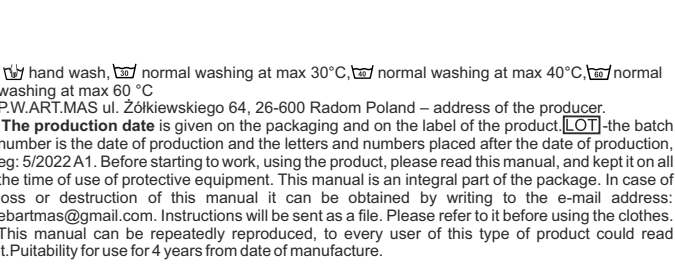 hand wash, 30 normal washing at max 30°C, 40 normal washing at max 40°C, 60 normal
washing at max 60 °C
P.W.ART.MAS ul. Żółkiewskiego 64, 26-600 Radom Poland – address of the producer.
The production date is given on the packaging and on the label of the product. LOT -the batch
number is the date of production and the letters and numbers placed after the date of production,
eg: 5/2022 A1. Before starting to work, using the product, please read this manual, and kept it on all
the time of use of protective equipment. This manual is an integral part of the package. In case of
loss or destruction of this manual it can be obtained by writing to the e-mail address:
ebartmas@gmail.com. Instructions will be sent as a file. Please refer to it before using the clothes.
This manual can be repeatedly reproduced, to every user of this type of product could read
it.Puitability for use for 4 years from date of manufacture.